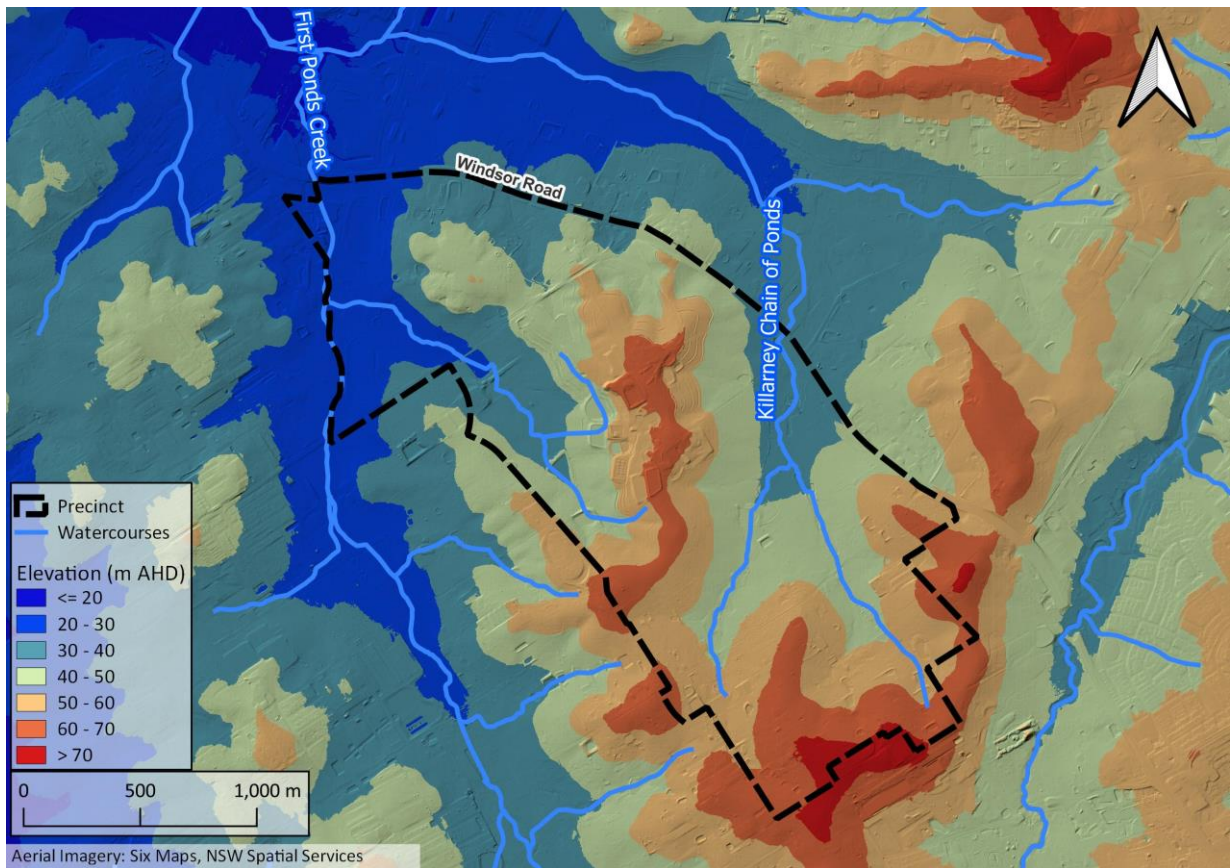 First Ponds Creek
Windsor Road
Killarney Chain of Ponds
Precinct
Watercourses
Elevation (m AHD)
<= 20
20 - 30
30 - 40
40 - 50
50 - 60
60 - 70
> 70
0 500 1,000 m
Aerial Imagery: Six Maps, NSW Spatial Services